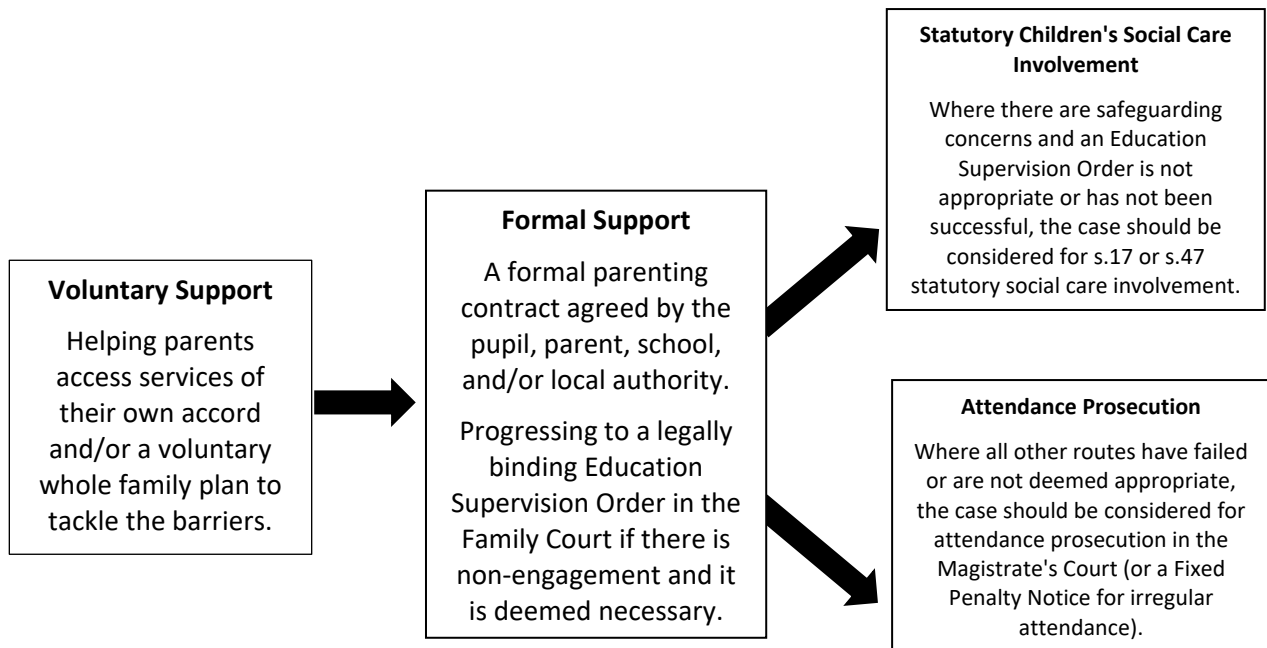 Voluntary Support
Helping parents
access services of
their own accord
and/or a voluntary
whole family plan to
tackle the barriers.
Formal Support
A formal parenting
contract agreed by the
pupil, parent, school,
and/or local authority.
Progressing to a legally
binding Education
Supervision Order in the
Family Court if there is
non-engagement and it
is deemed necessary.
Statutory Children's Social Care
Involvement
Where there are safeguarding
concerns and an Education
Supervision Order is not
appropriate or has not been
successful, the case should be
considered for s.17 or s.47
statutory social care involvement.
Attendance Prosecution
Where all other routes have failed
or are not deemed appropriate,
the case should be considered for
attendance prosecution in the
Magistrate's Court (or a Fixed
Penalty Notice for irregular
attendance).